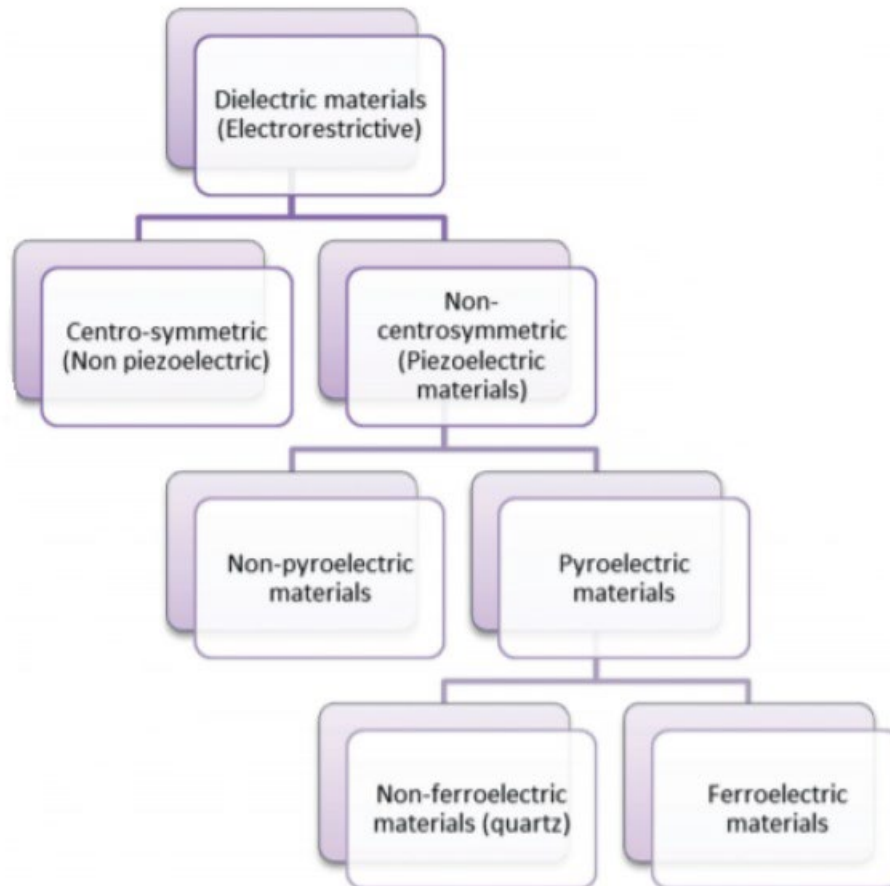 Dielectric materials
(Electrorestrictive)
Centro-symmetric
(Non piezoelectric)
Non-
centrosymmetric
(Piezoelectric
materials)
Non-pyroelectric
materials
Pyroelectric
materials
Non-ferroelectric
materials (quartz)
Ferroelectric
materials